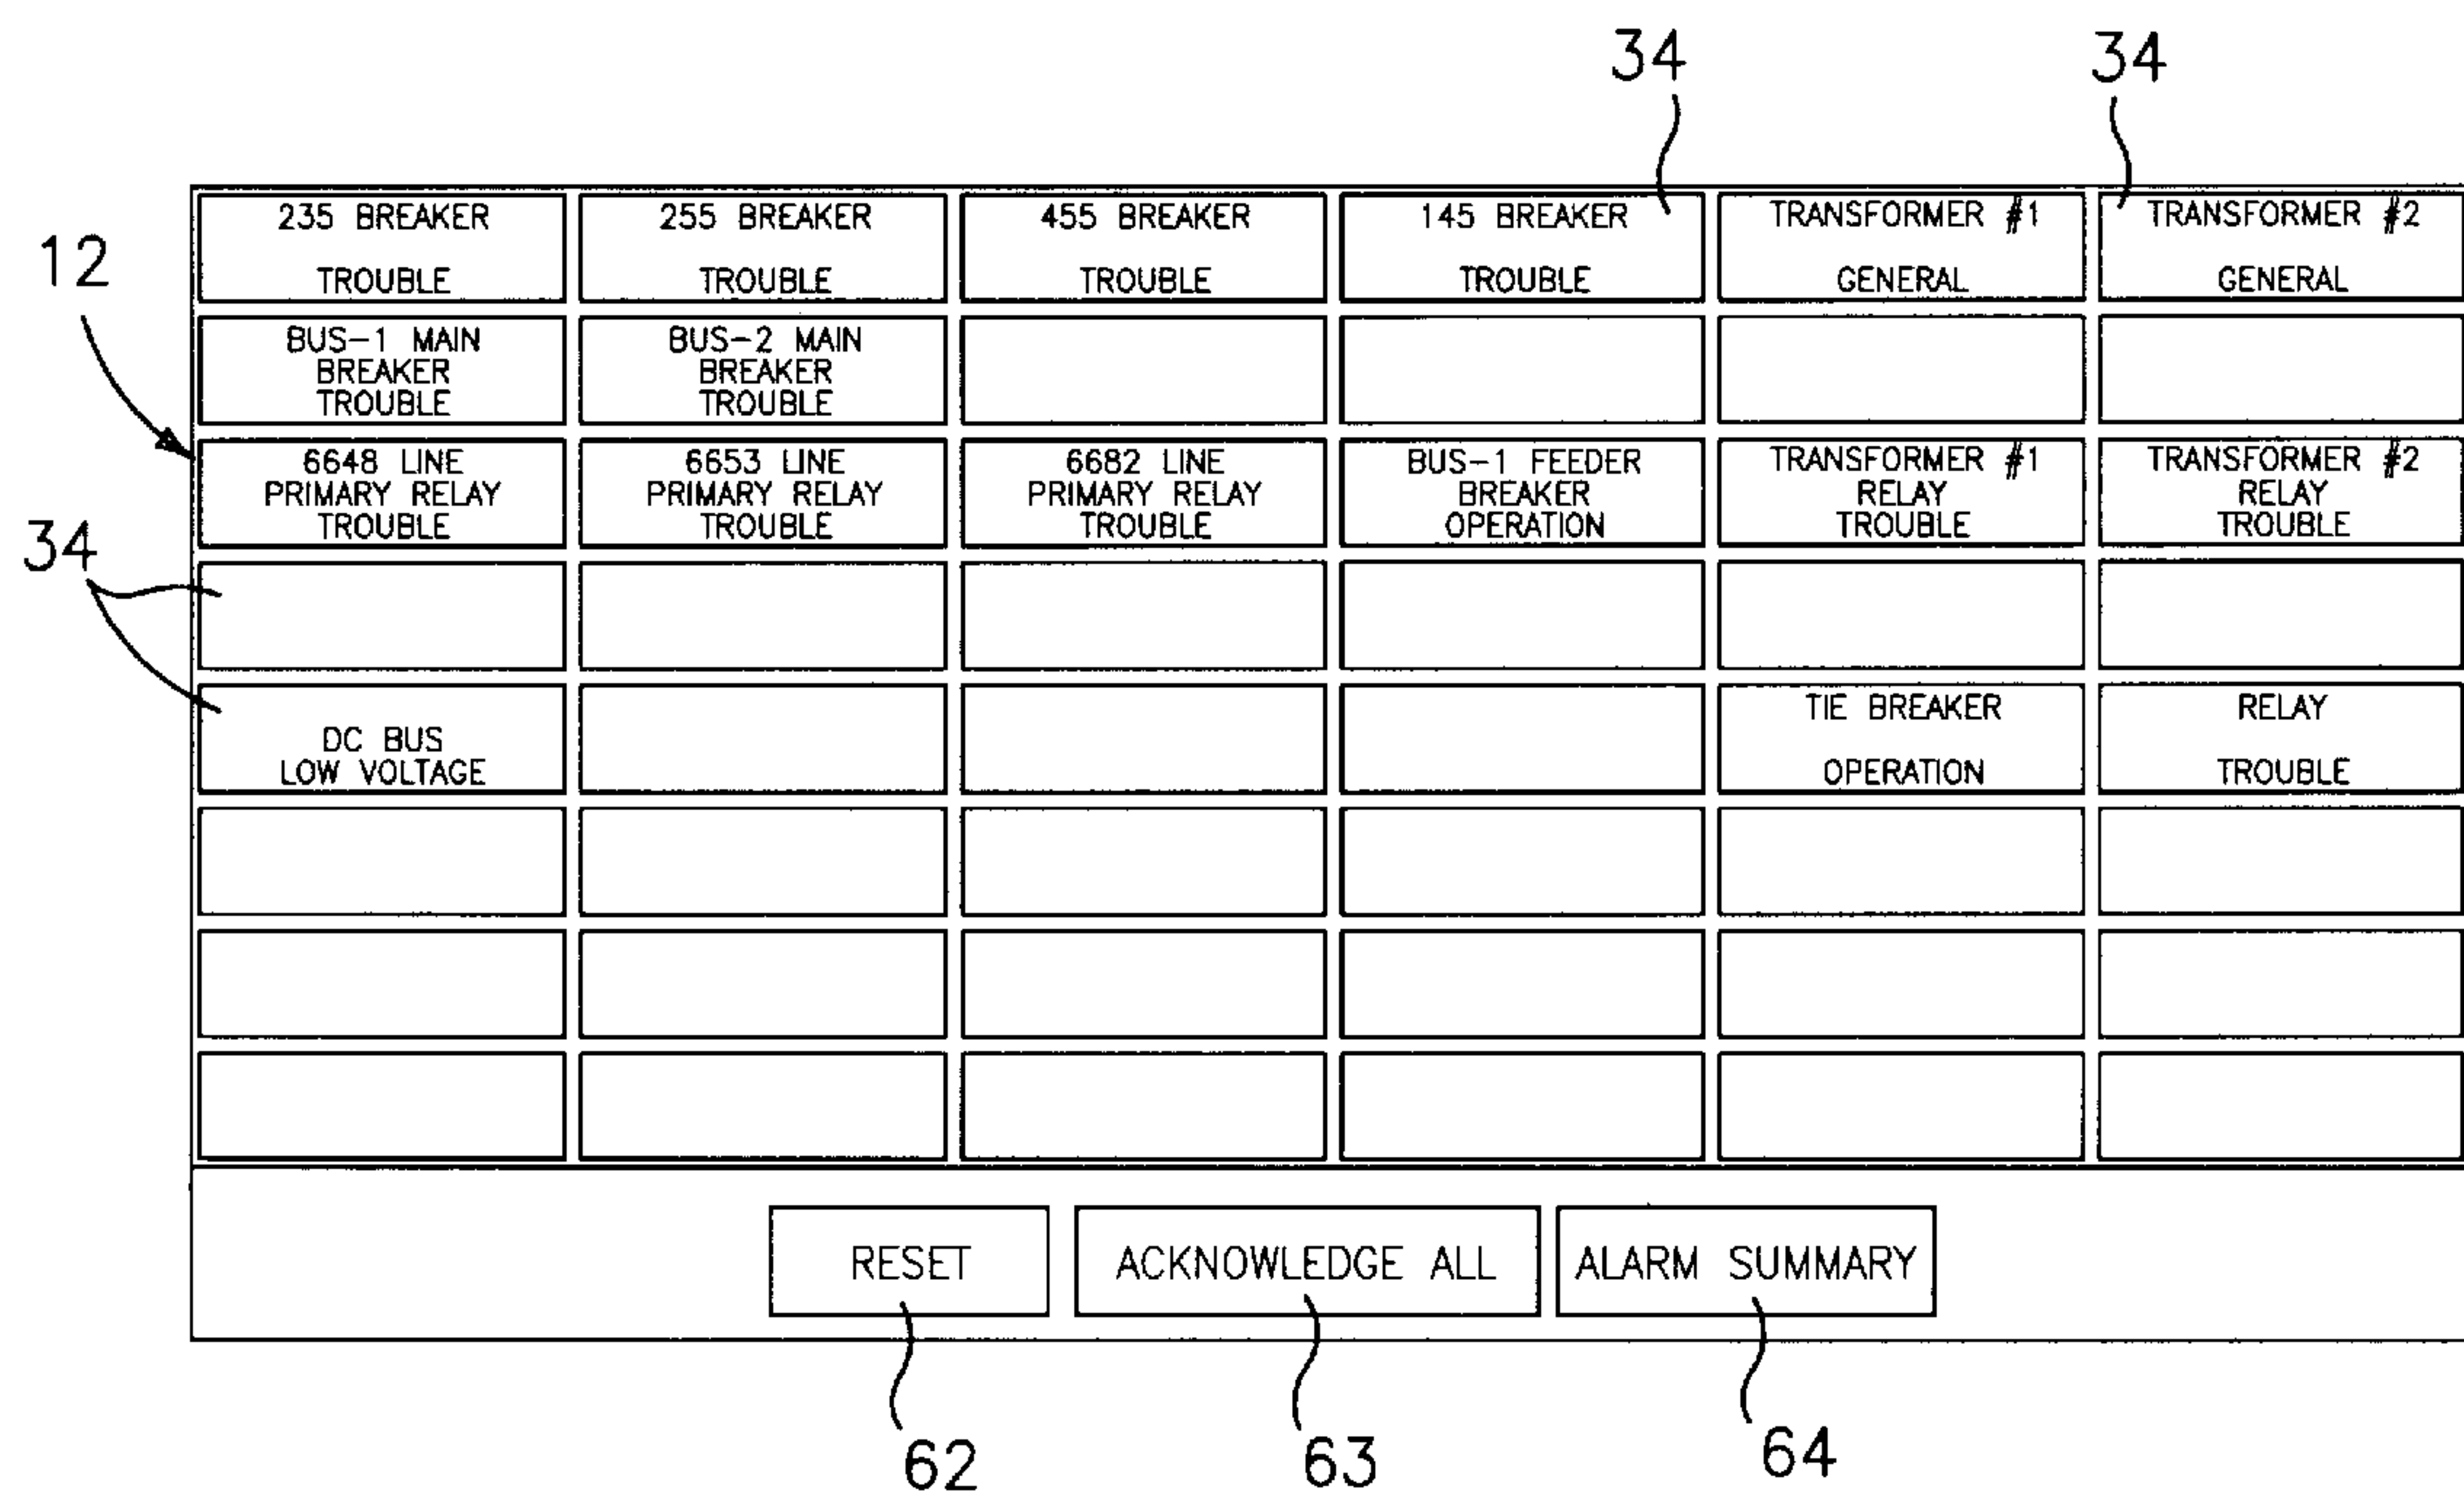 34
34
12
235 BREAKER
TROUBLE
255 BREAKER
TROUBLE
455 BREAKER
TROUBLE
145 BREAKER
TROUBLE
TRANSFORMER #1
GENERAL
TRANSFORMER #2
GENERAL
BUS-1 MAIN
BREAKER
TROUBLE
BUS-2 MAIN
BREAKER
TROUBLE
6648 LINE
PRIMARY RELAY
TROUBLE
6653 LINE
PRIMARY RELAY
TROUBLE
6682 LINE
PRIMARY RELAY
TROUBLE
BUS-1 FEEDER
BREAKER
OPERATION
TRANSFORMER #1
RELAY
TROUBLE
TRANSFORMER #2
RELAY
TROUBLE
34
DC BUS
LOW VOLTAGE
TIE BREAKER
OPERATION
RELAY
TROUBLE
RESET
ACKNOWLEDGE ALL
ALARM SUMMARY
62
63
64